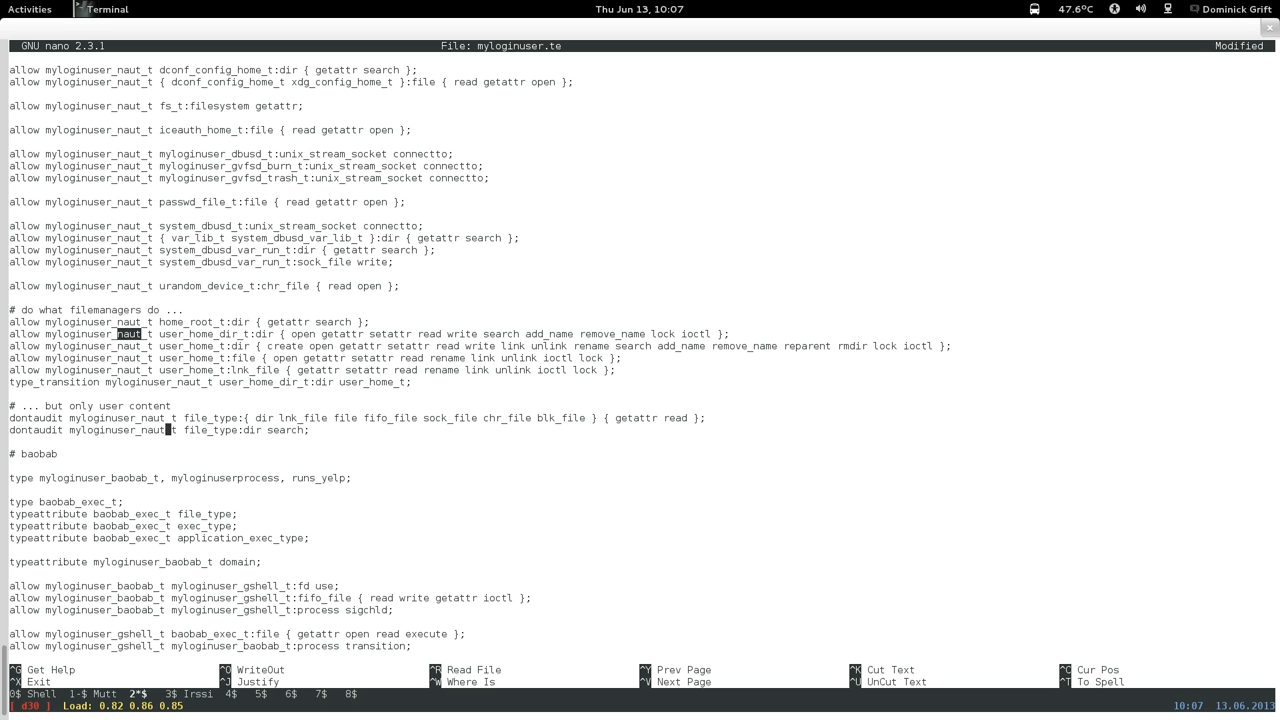 Activities Terminal Thu Jun 13, 10:07 47.6°C Dominick Grift
GNU nano 2.3.1 File: myloginuser.te Modified
allow myloginuser_naut_t dconf_config_home_t:dir { getattr search };
allow myloginuser_naut_t { dconf_config_home_t xdg_config_home_t }:file { read getattr open };
allow myloginuser_naut_t fs_t:filesystem getattr;
allow myloginuser_naut_t iceauth_home_t:file { read getattr open };
allow myloginuser_naut_t myloginuser_dbusd_t:unix_stream_socket connectto;
allow myloginuser_naut_t myloginuser_gvfsd_burn_t:unix_stream_socket connectto;
allow myloginuser_naut_t myloginuser_gvfsd_trash_t:unix_stream_socket connectto;
allow myloginuser_naut_t passwd_file_t:file { read getattr open };
allow myloginuser_naut_t system_dbusd_t:unix_stream_socket connectto;
allow myloginuser_naut_t { var_lib_t system_dbusd_var_lib_t }:dir { getattr search };
allow myloginuser_naut_t system_dbusd_var_run_t:dir { getattr search };
allow myloginuser_naut_t system_dbusd_var_run_t:sock_file write;
allow myloginuser_naut_t urandom_device_t:chr_file { read open };
# do what filemanagers do ...
allow myloginuser_naut_t home_root_t:dir { getattr search };
allow myloginuser_naut_t user_home_dir_t:dir { open getattr setattr read write search add_name remove_name lock ioctl };
allow myloginuser_naut_t user_home_t:dir { create open getattr setattr read write link unlink rename search add_name remove_name reparent rmdir lock ioctl };
allow myloginuser_naut_t user_home_t:file { open getattr setattr read rename link unlink ioctl lock };
allow myloginuser_naut_t user_home_t:lnk_file { getattr setattr read rename link unlink ioctl lock };
type_transition myloginuser_naut_t user_home_dir_t:dir user_home_t;
# ... but only user content
dontaudit myloginuser_naut_t file_type:{ dir lnk_file file fifo_file sock_file chr_file blk_file } { getattr read };
dontaudit myloginuser_naut_t file_type:dir search;
# baobab
type myloginuser_baobab_t, myloginuserprocess, runs_yelp;
type baobab_exec_t;
typeattribute baobab_exec_t file_type;
typeattribute baobab_exec_t exec_type;
typeattribute baobab_exec_t application_exec_type;
typeattribute myloginuser_baobab_t domain;
allow myloginuser_baobab_t myloginuser_gshell_t:fd use;
allow myloginuser_baobab_t myloginuser_gshell_t:fifo_file { read write getattr ioctl };
allow myloginuser_baobab_t myloginuser_gshell_t:process sigchld;
allow myloginuser_gshell_t baobab_exec_t:file { getattr open read execute };
allow myloginuser_gshell_t myloginuser_baobab_t:process transition;
^G Get Help ^O WriteOut ^R Read File ^Y Prev Page ^K Cut Text ^C Cur Pos
^X Exit ^J Justify ^W Where Is ^V Next Page ^U UnCut Text ^T To Spell
0$ Shell 1-$ Mutt 2*$ 3$ Irssi 4$ 5$ 6$ 7$ 8$
[ d30 ] Load: 0.82 0.86 0.85 10:07 13.06.2013